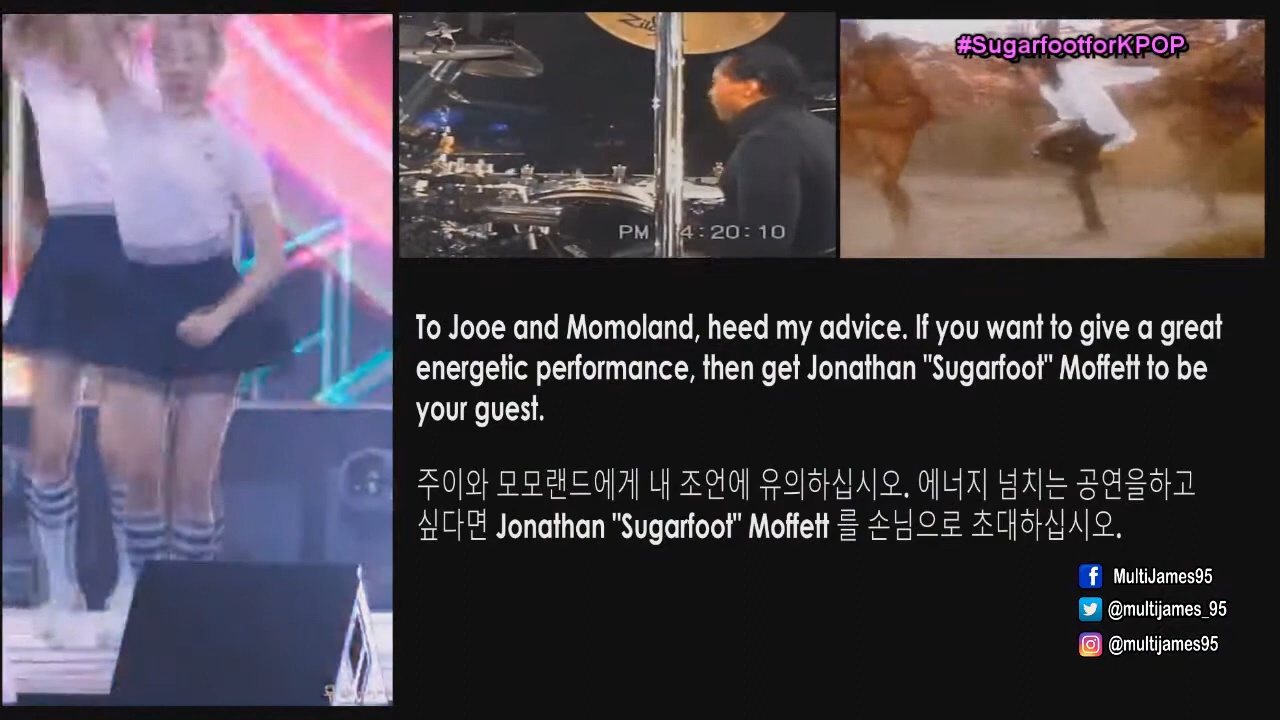 #SugarfootforKPOP
Zil
PM 4:20:10
To Jooe and Momoland, heed my advice. If you want to give a great
energetic performance, then get Jonathan "Sugarfoot" Moffett to be
your guest.
주이와 모모랜드에게 내 조언에 유의하십시오. 에너지 넘치는 공연을하고
싶다면 Jonathan "Sugarfoot" Moffett 를 손님으로 초대하십시오.
MultiJames95
@multijames_95
@multijames95